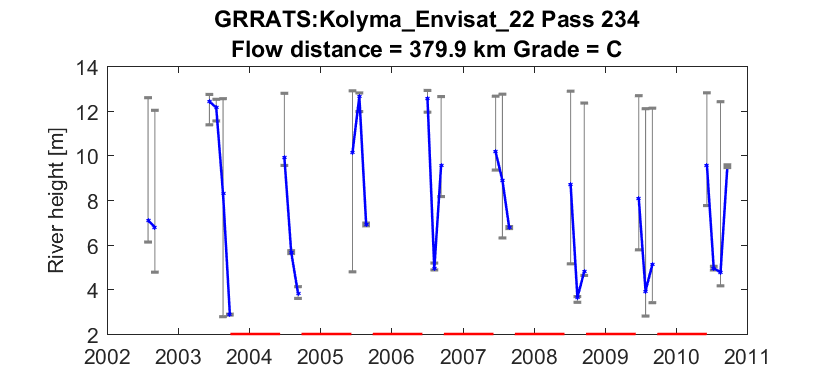 GRRATS:Kolyma_Envisat_22 Pass 234
Flow distance = 379.9 km Grade = C
River height [m]
14
12
10
8
6
4
2
2002 2003 2004 2005 2006 2007 2008 2009 2010 2011